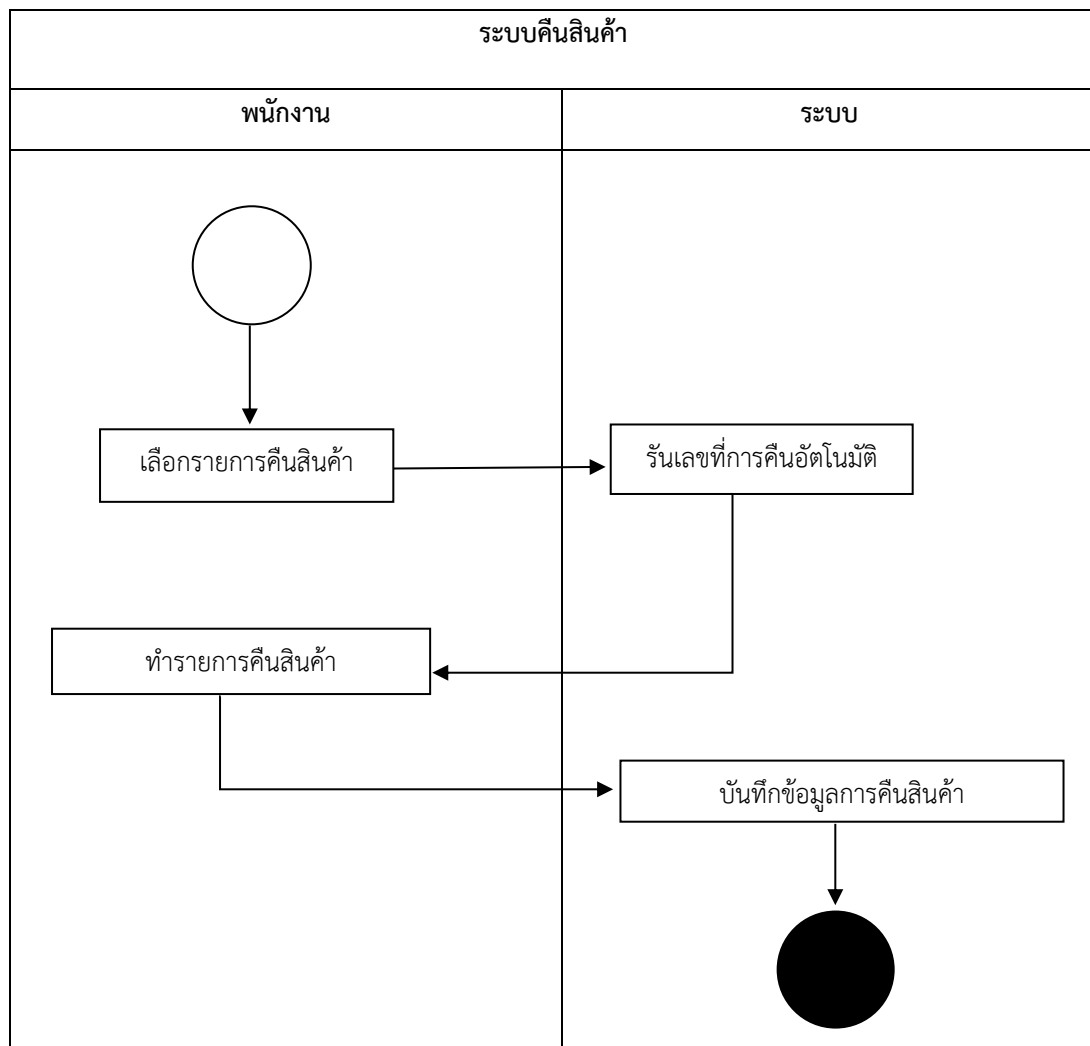 ระบบคืนสินค้า
พนักงาน
ระบบ
เลือกรายการคืนสินค้า
รันเลขที่การคืนอัตโนมัติ
ทำรายการคืนสินค้า
บันทึกข้อมูลการคืนสินค้า